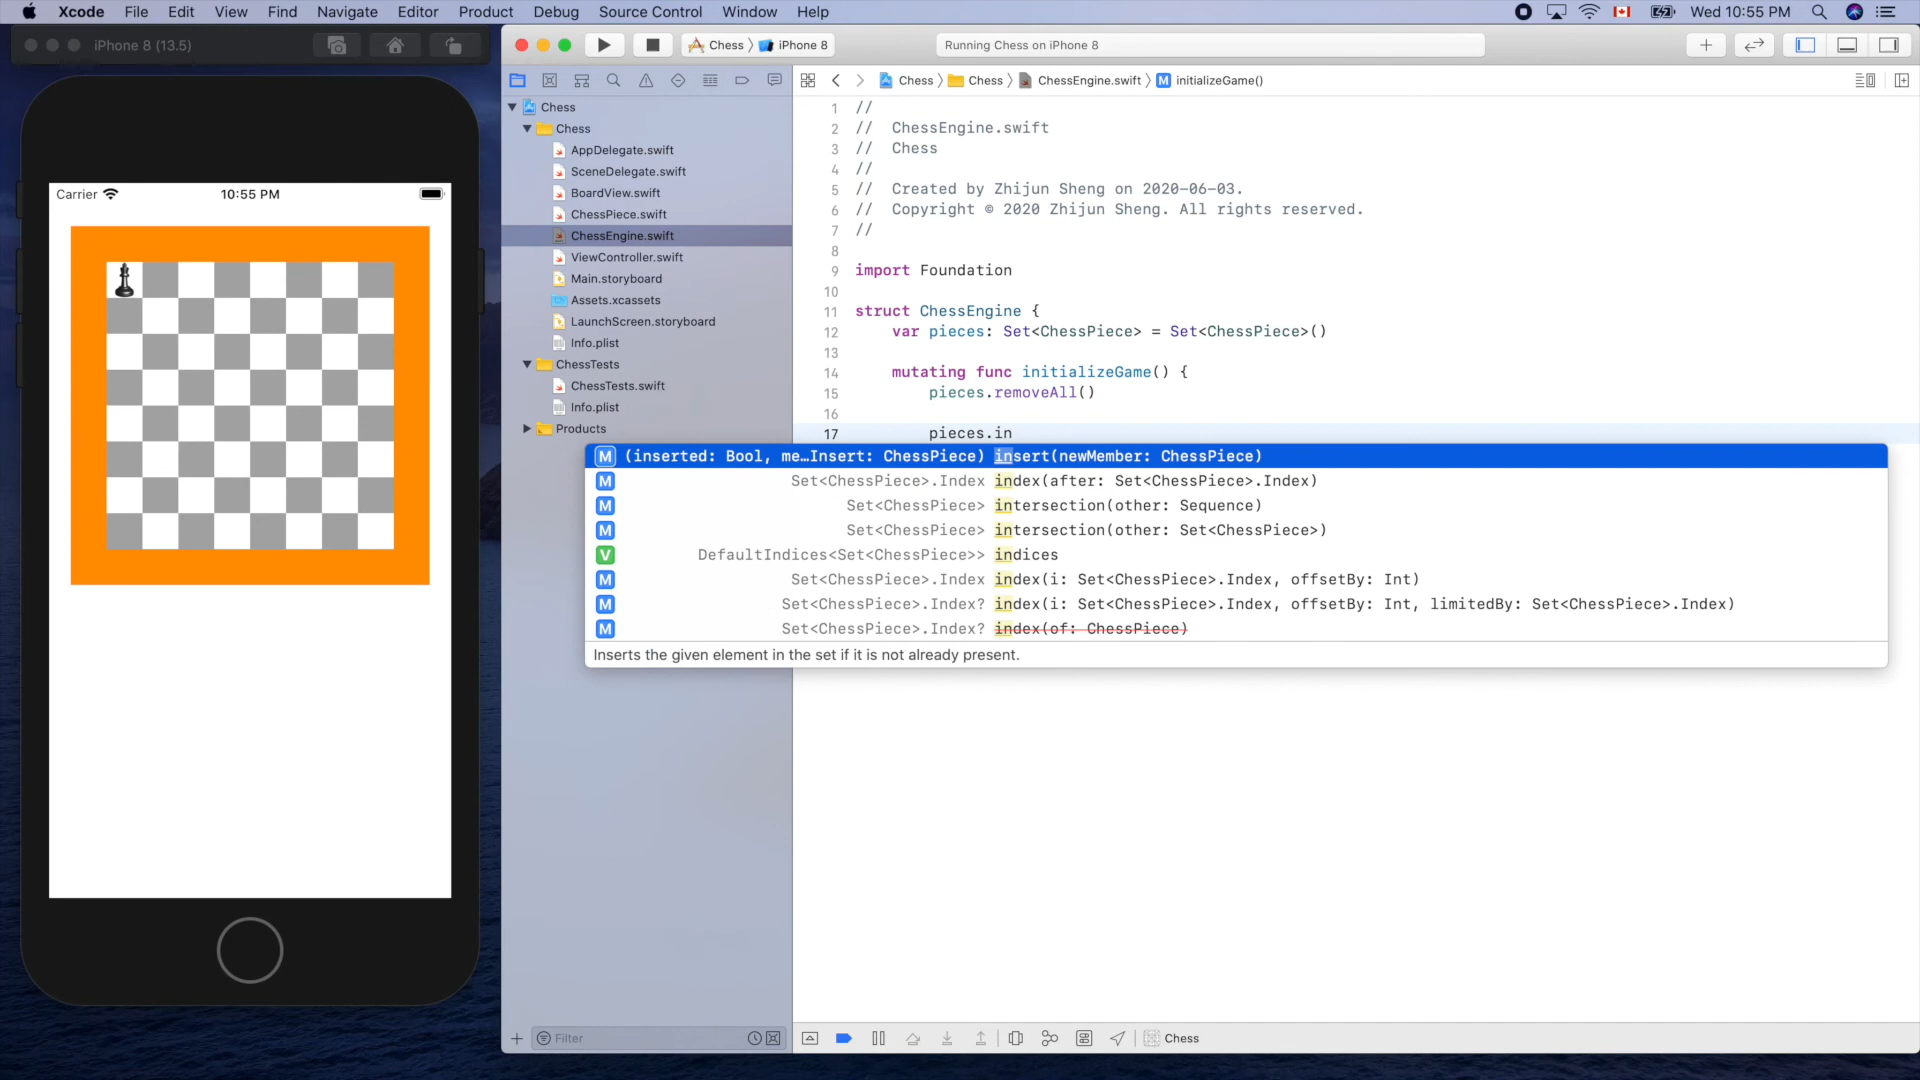 Xcode File Edit View Find Navigate Editor Product Debug Source Control Window Help Wed 10:55 PM
iPhone 8 (13.5)
Chess iPhone 8
Running Chess on iPhone 8
Chess Chess ChessEngine.swift M initializeGame()
Carrier 10:55 PM
Chess
Chess
AppDelegate.swift
SceneDelegate.swift
BoardView.swift
ChessPiece.swift
ChessEngine.swift
ViewController.swift
Main.storyboard
Assets.xcassets
LaunchScreen.storyboard
Info.plist
ChessTests
ChessTests.swift
Info.plist
Products
1 //
2 // ChessEngine.swift
3 // Chess
4 //
5 // Created by Zhijun Sheng on 2020-06-03.
6 // Copyright © 2020 Zhijun Sheng. All rights reserved.
7 //
8
9 import Foundation
10
11 struct ChessEngine {
12 var pieces: Set<ChessPiece> = Set<ChessPiece>()
13
14 mutating func initializeGame() {
15 pieces.removeAll()
16
17 pieces.in
M (inserted: Bool, me…Insert: ChessPiece) insert(newMember: ChessPiece)
M Set<ChessPiece>.Index index(after: Set<ChessPiece>.Index)
M Set<ChessPiece> intersection(other: Sequence)
M Set<ChessPiece> intersection(other: Set<ChessPiece>)
V DefaultIndices<Set<ChessPiece>> indices
M Set<ChessPiece>.Index index(i: Set<ChessPiece>.Index, offsetBy: Int)
M Set<ChessPiece>.Index? index(i: Set<ChessPiece>.Index, offsetBy: Int, limitedBy: Set<ChessPiece>.Index)
M Set<ChessPiece>.Index? index(of: ChessPiece)
Inserts the given element in the set if it is not already present.
Filter
Chess